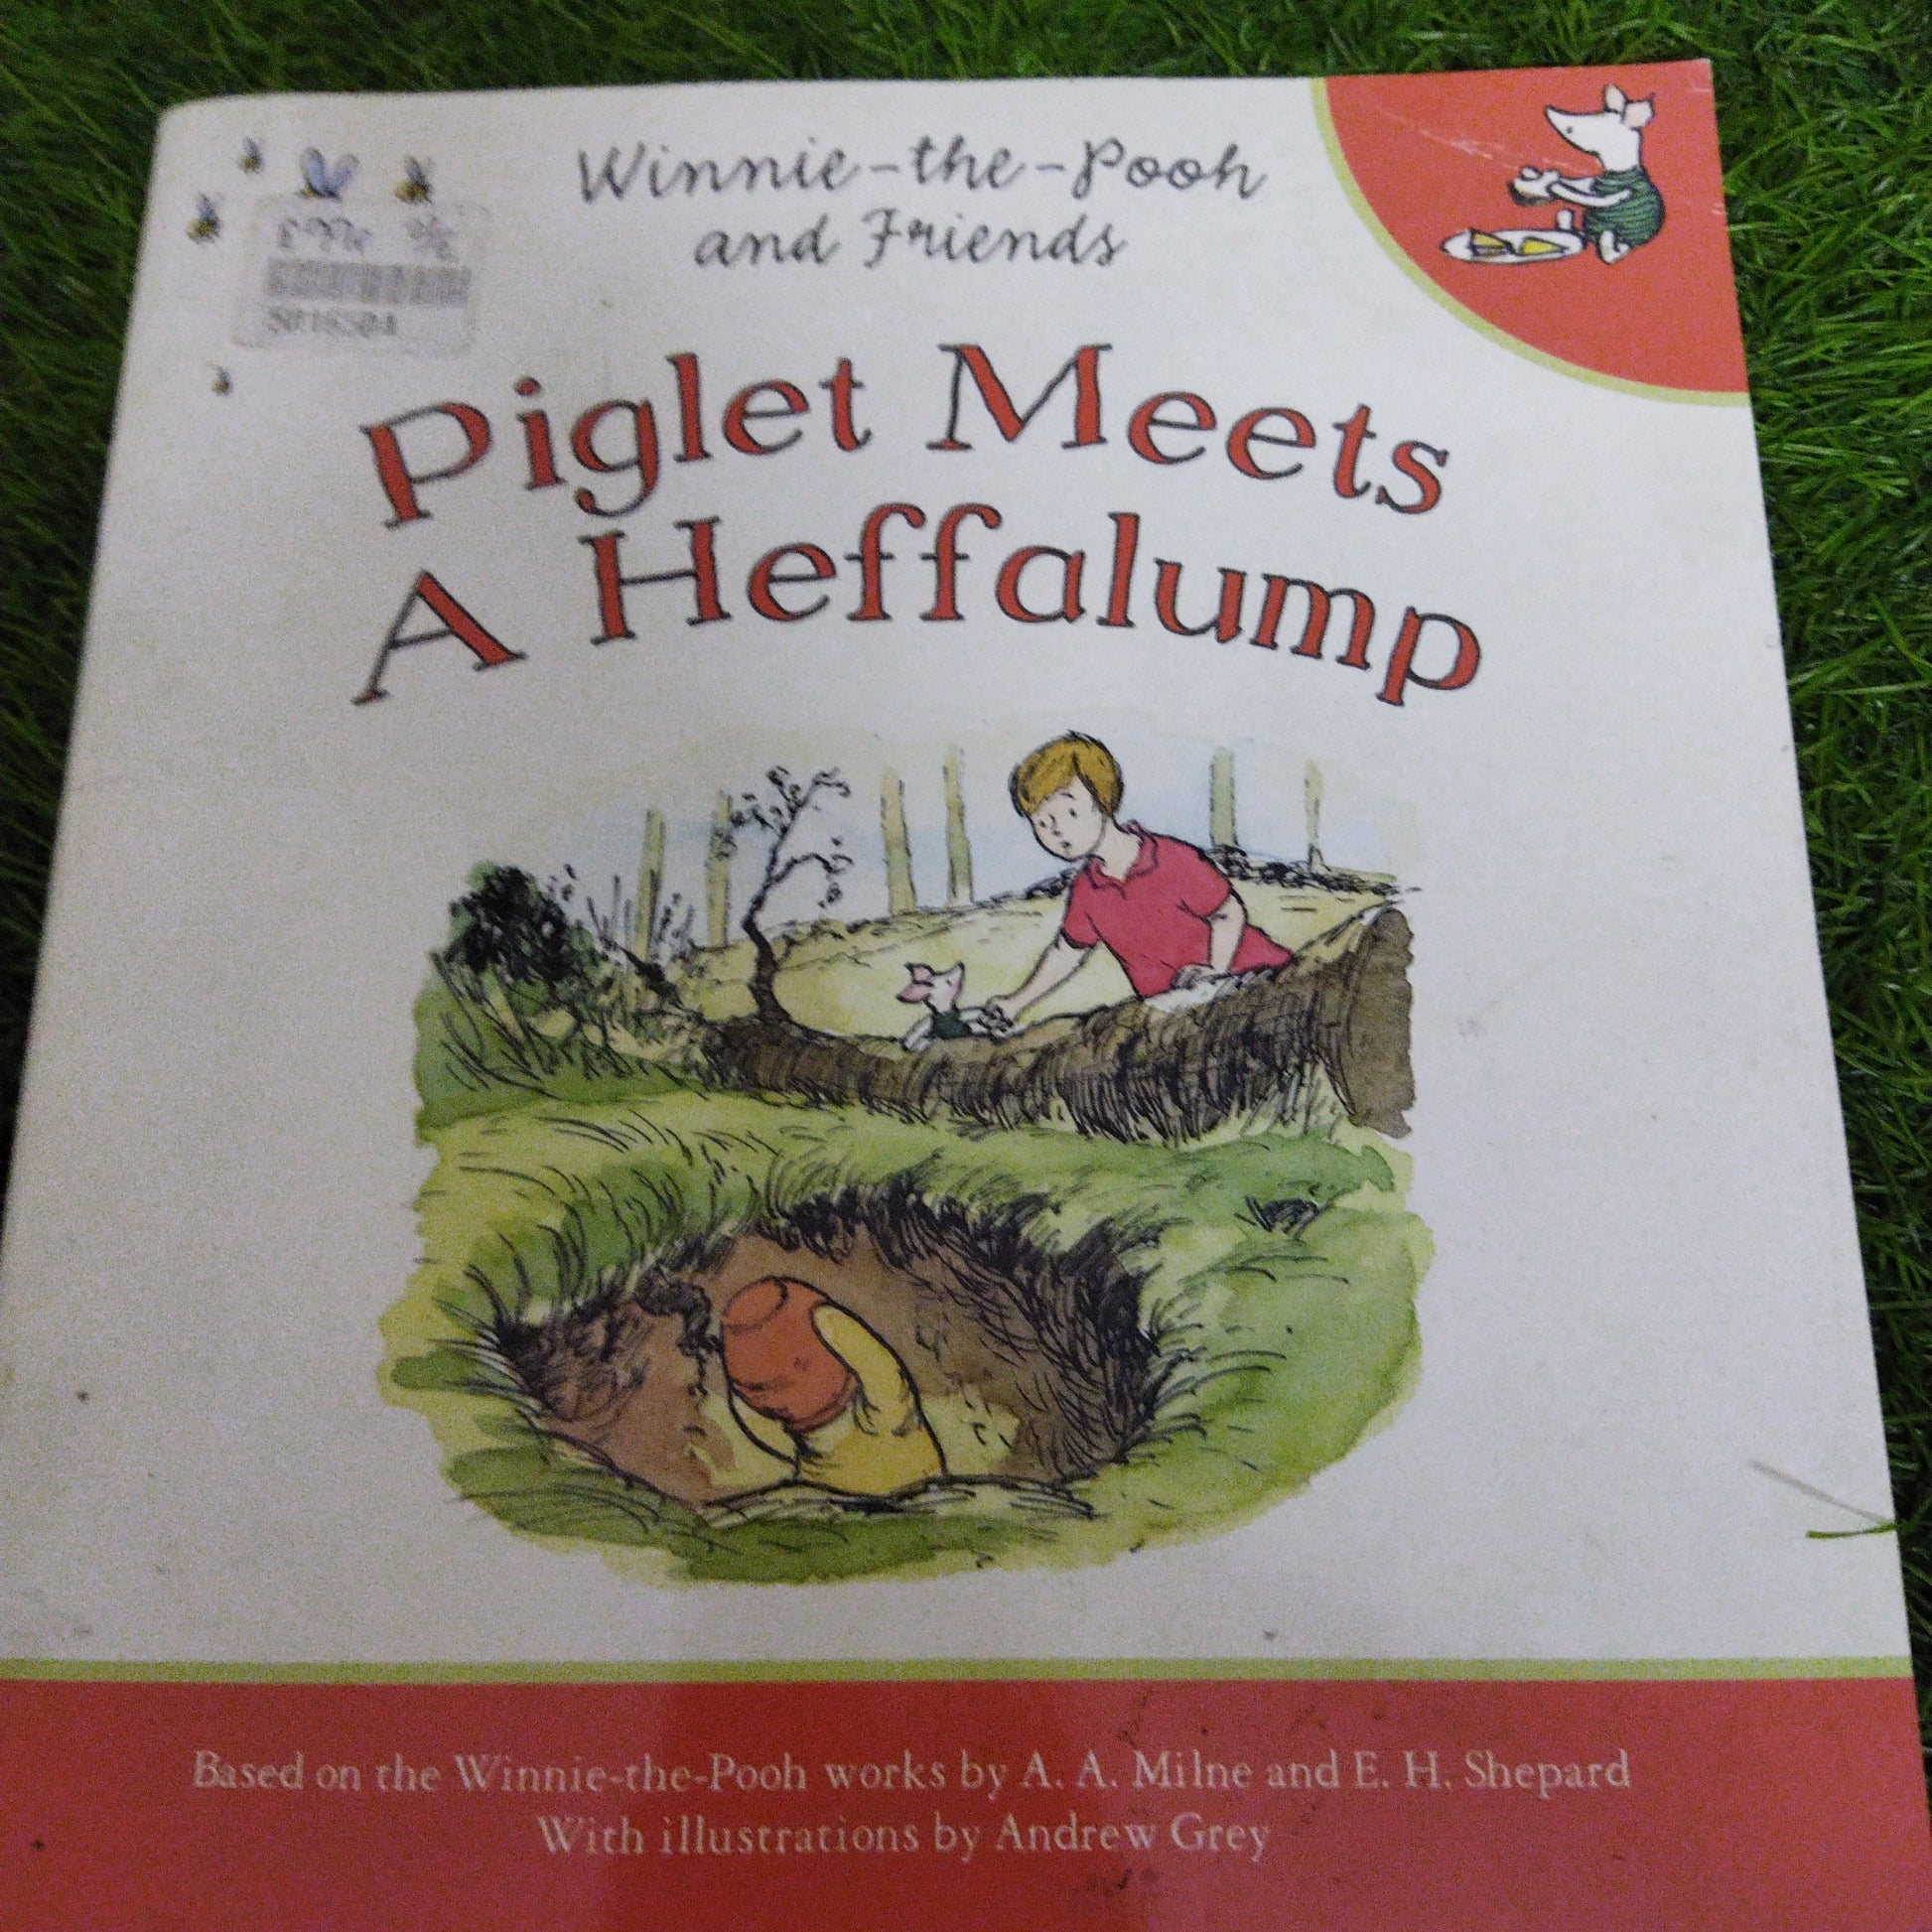 Winnie-the-Pooh
and Friends
5016504
Piglet Meets
A Heffalump
Based on the Winnie-the-Pooh works by A. A. Milne and E. H. Shepard
With illustrations by Andrew Grey